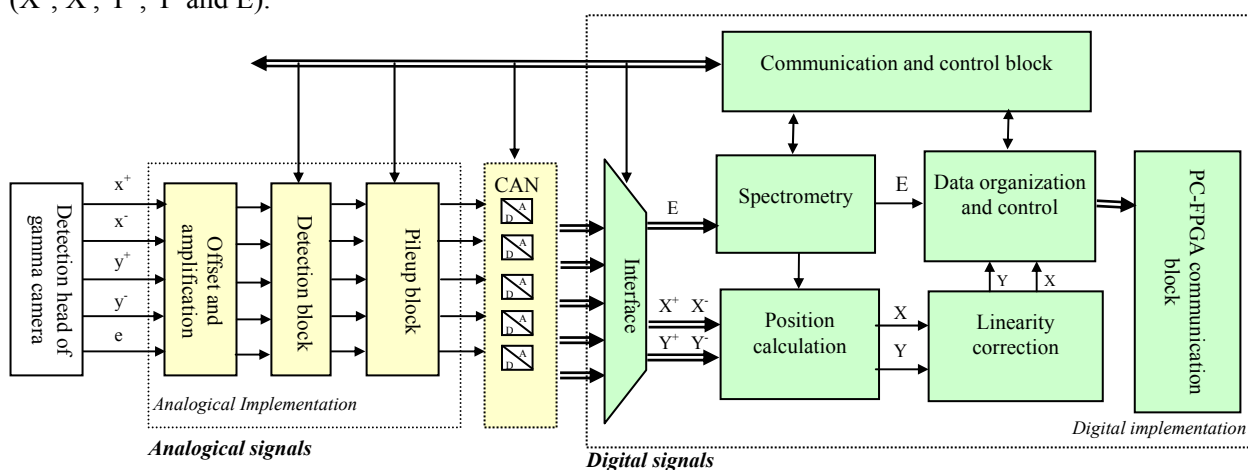 (X⁺, X⁻, Y⁺, Y⁻ and E).
Communication and control block
CAN
x⁺
x⁻
y⁺
y⁻
e
Detection head of
gamma camera
Offset and
amplification
Detection block
Pileup block
D A
D A
D A
D A
D A
Interface
E
X⁺ X⁻
Y⁺ Y⁻
Spectrometry
E
Data organization
and control
Y
X
Position
calculation
X
Y
Linearity
correction
PC-FPGA communication
block
Analogical Implementation
Digital implementation
Analogical signals
Digital signals